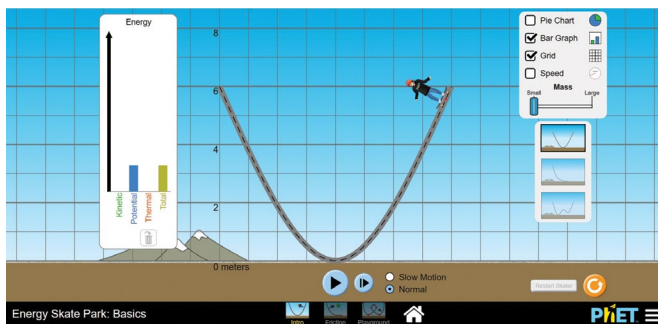 Energy
Kinetic
Potential
Thermal
Total
8
6
4
2
0 meters
Pie Chart
Bar Graph
Grid
Speed
Mass
Small Large
Slow Motion
Normal
Restart Skater
Energy Skate Park: Basics
Intro Friction Playground
PhET